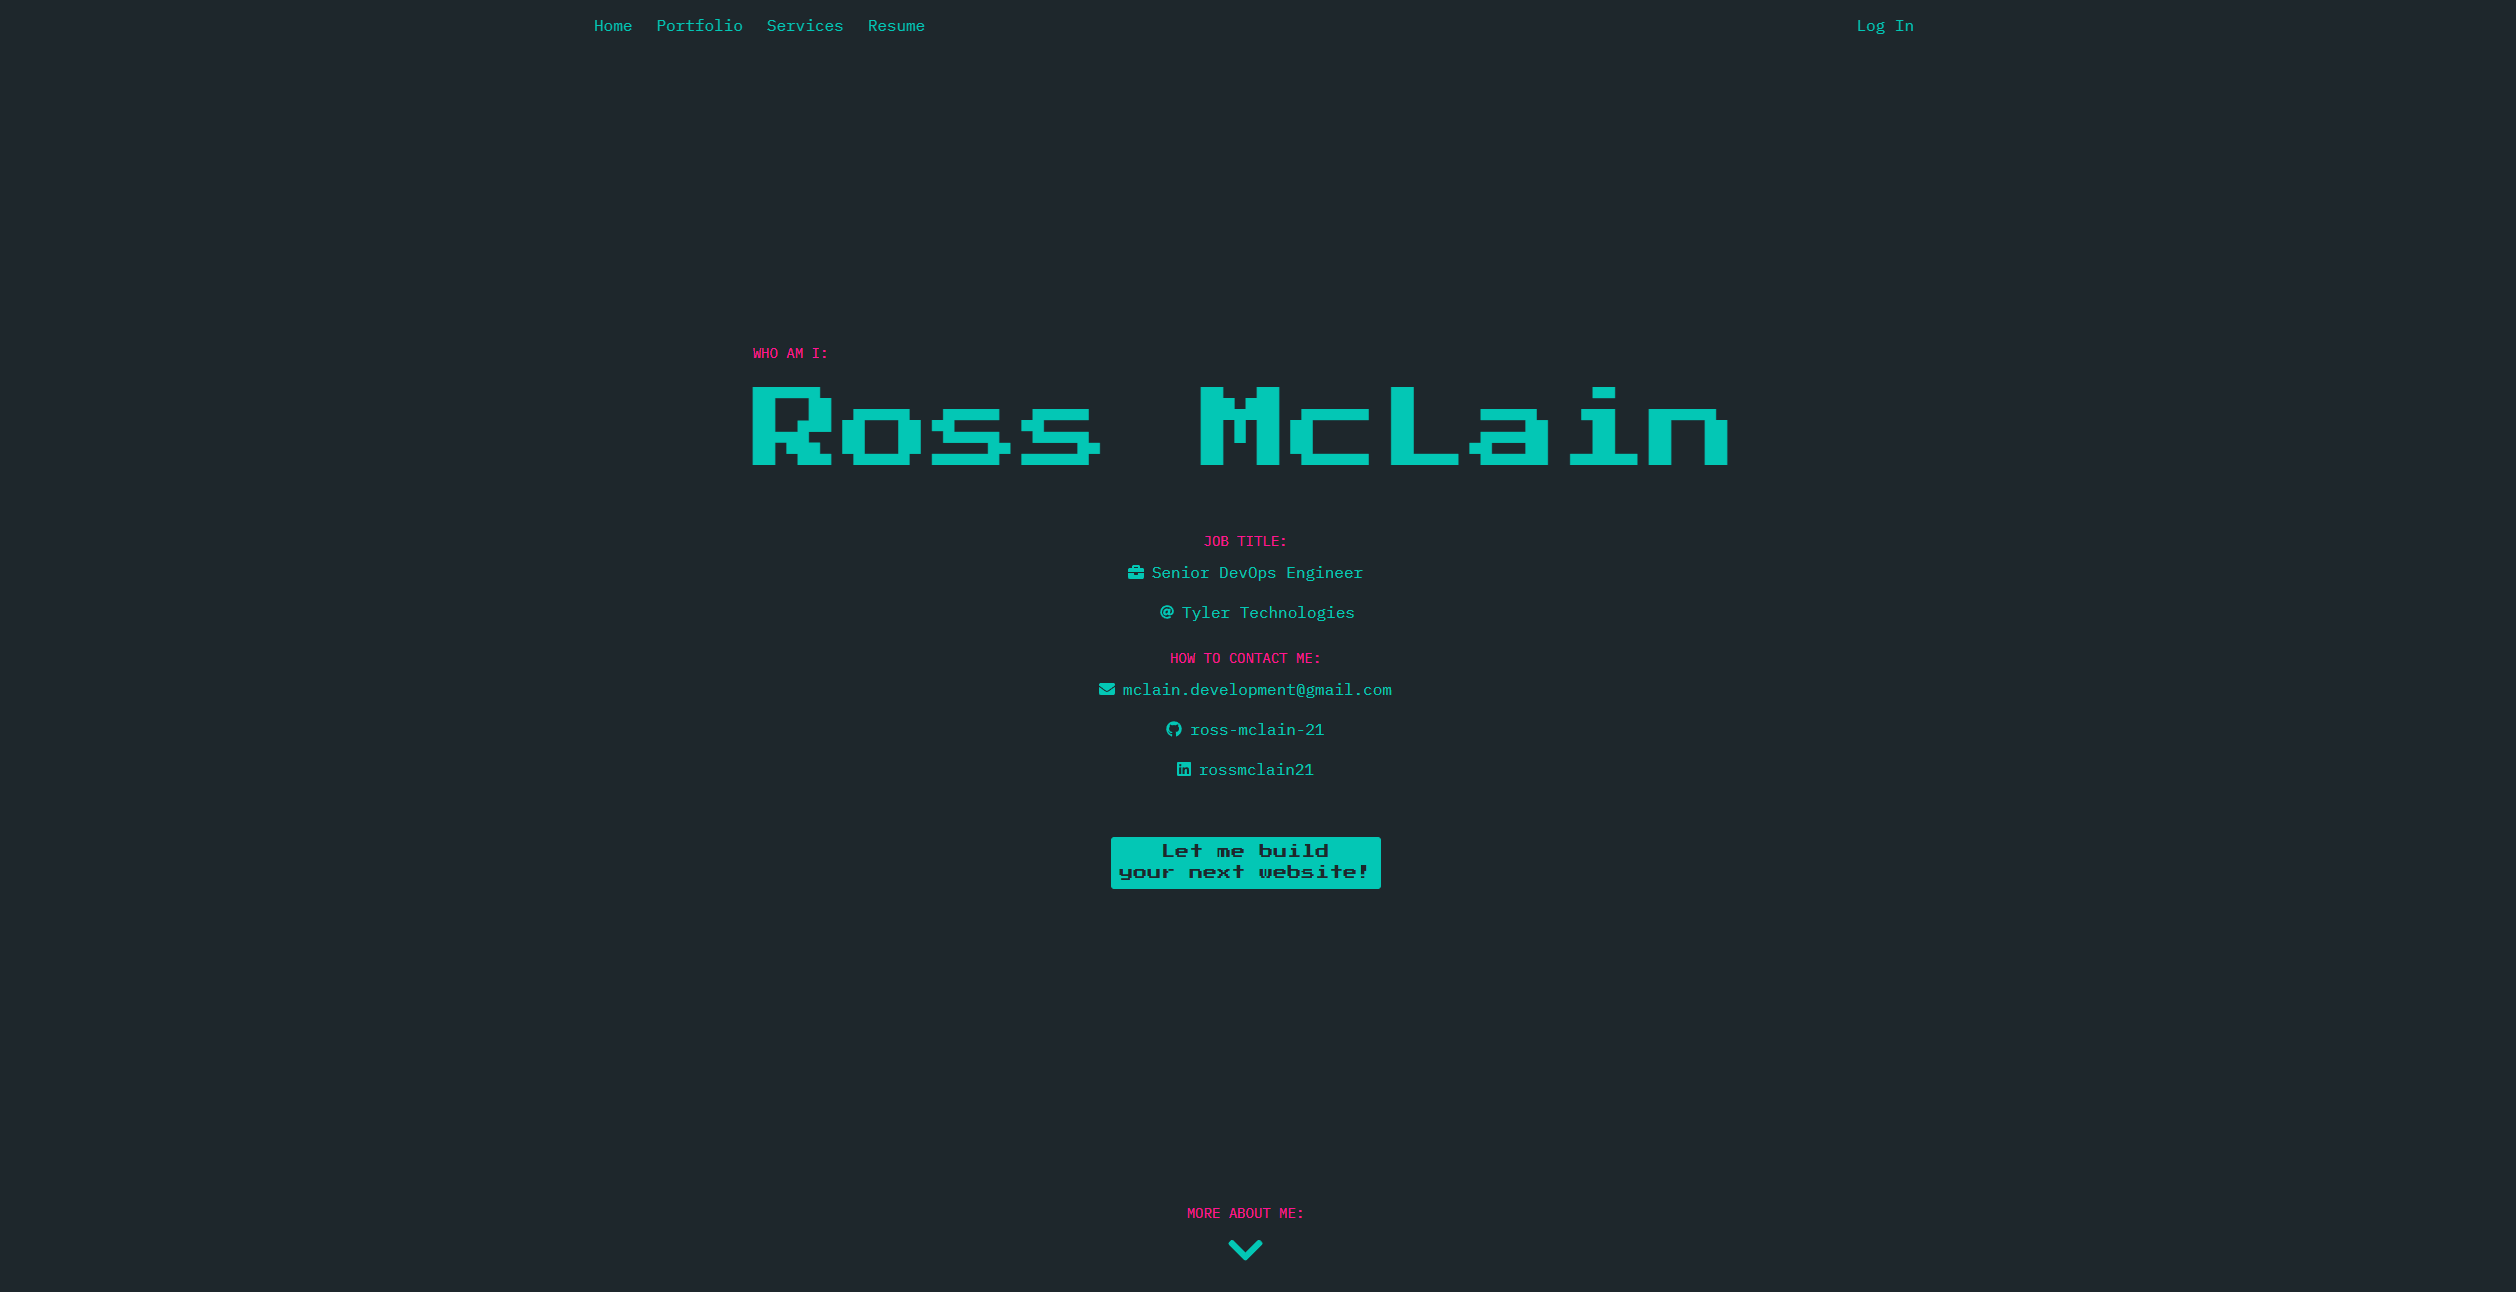 Home Portfolio Services Resume Log In
WHO AM I:
Ross McLain
JOB TITLE:
Senior DevOps Engineer
@ Tyler Technologies
HOW TO CONTACT ME:
mclain.development@gmail.com
ross-mclain-21
rossmclain21
Let me build
your next website!
MORE ABOUT ME: